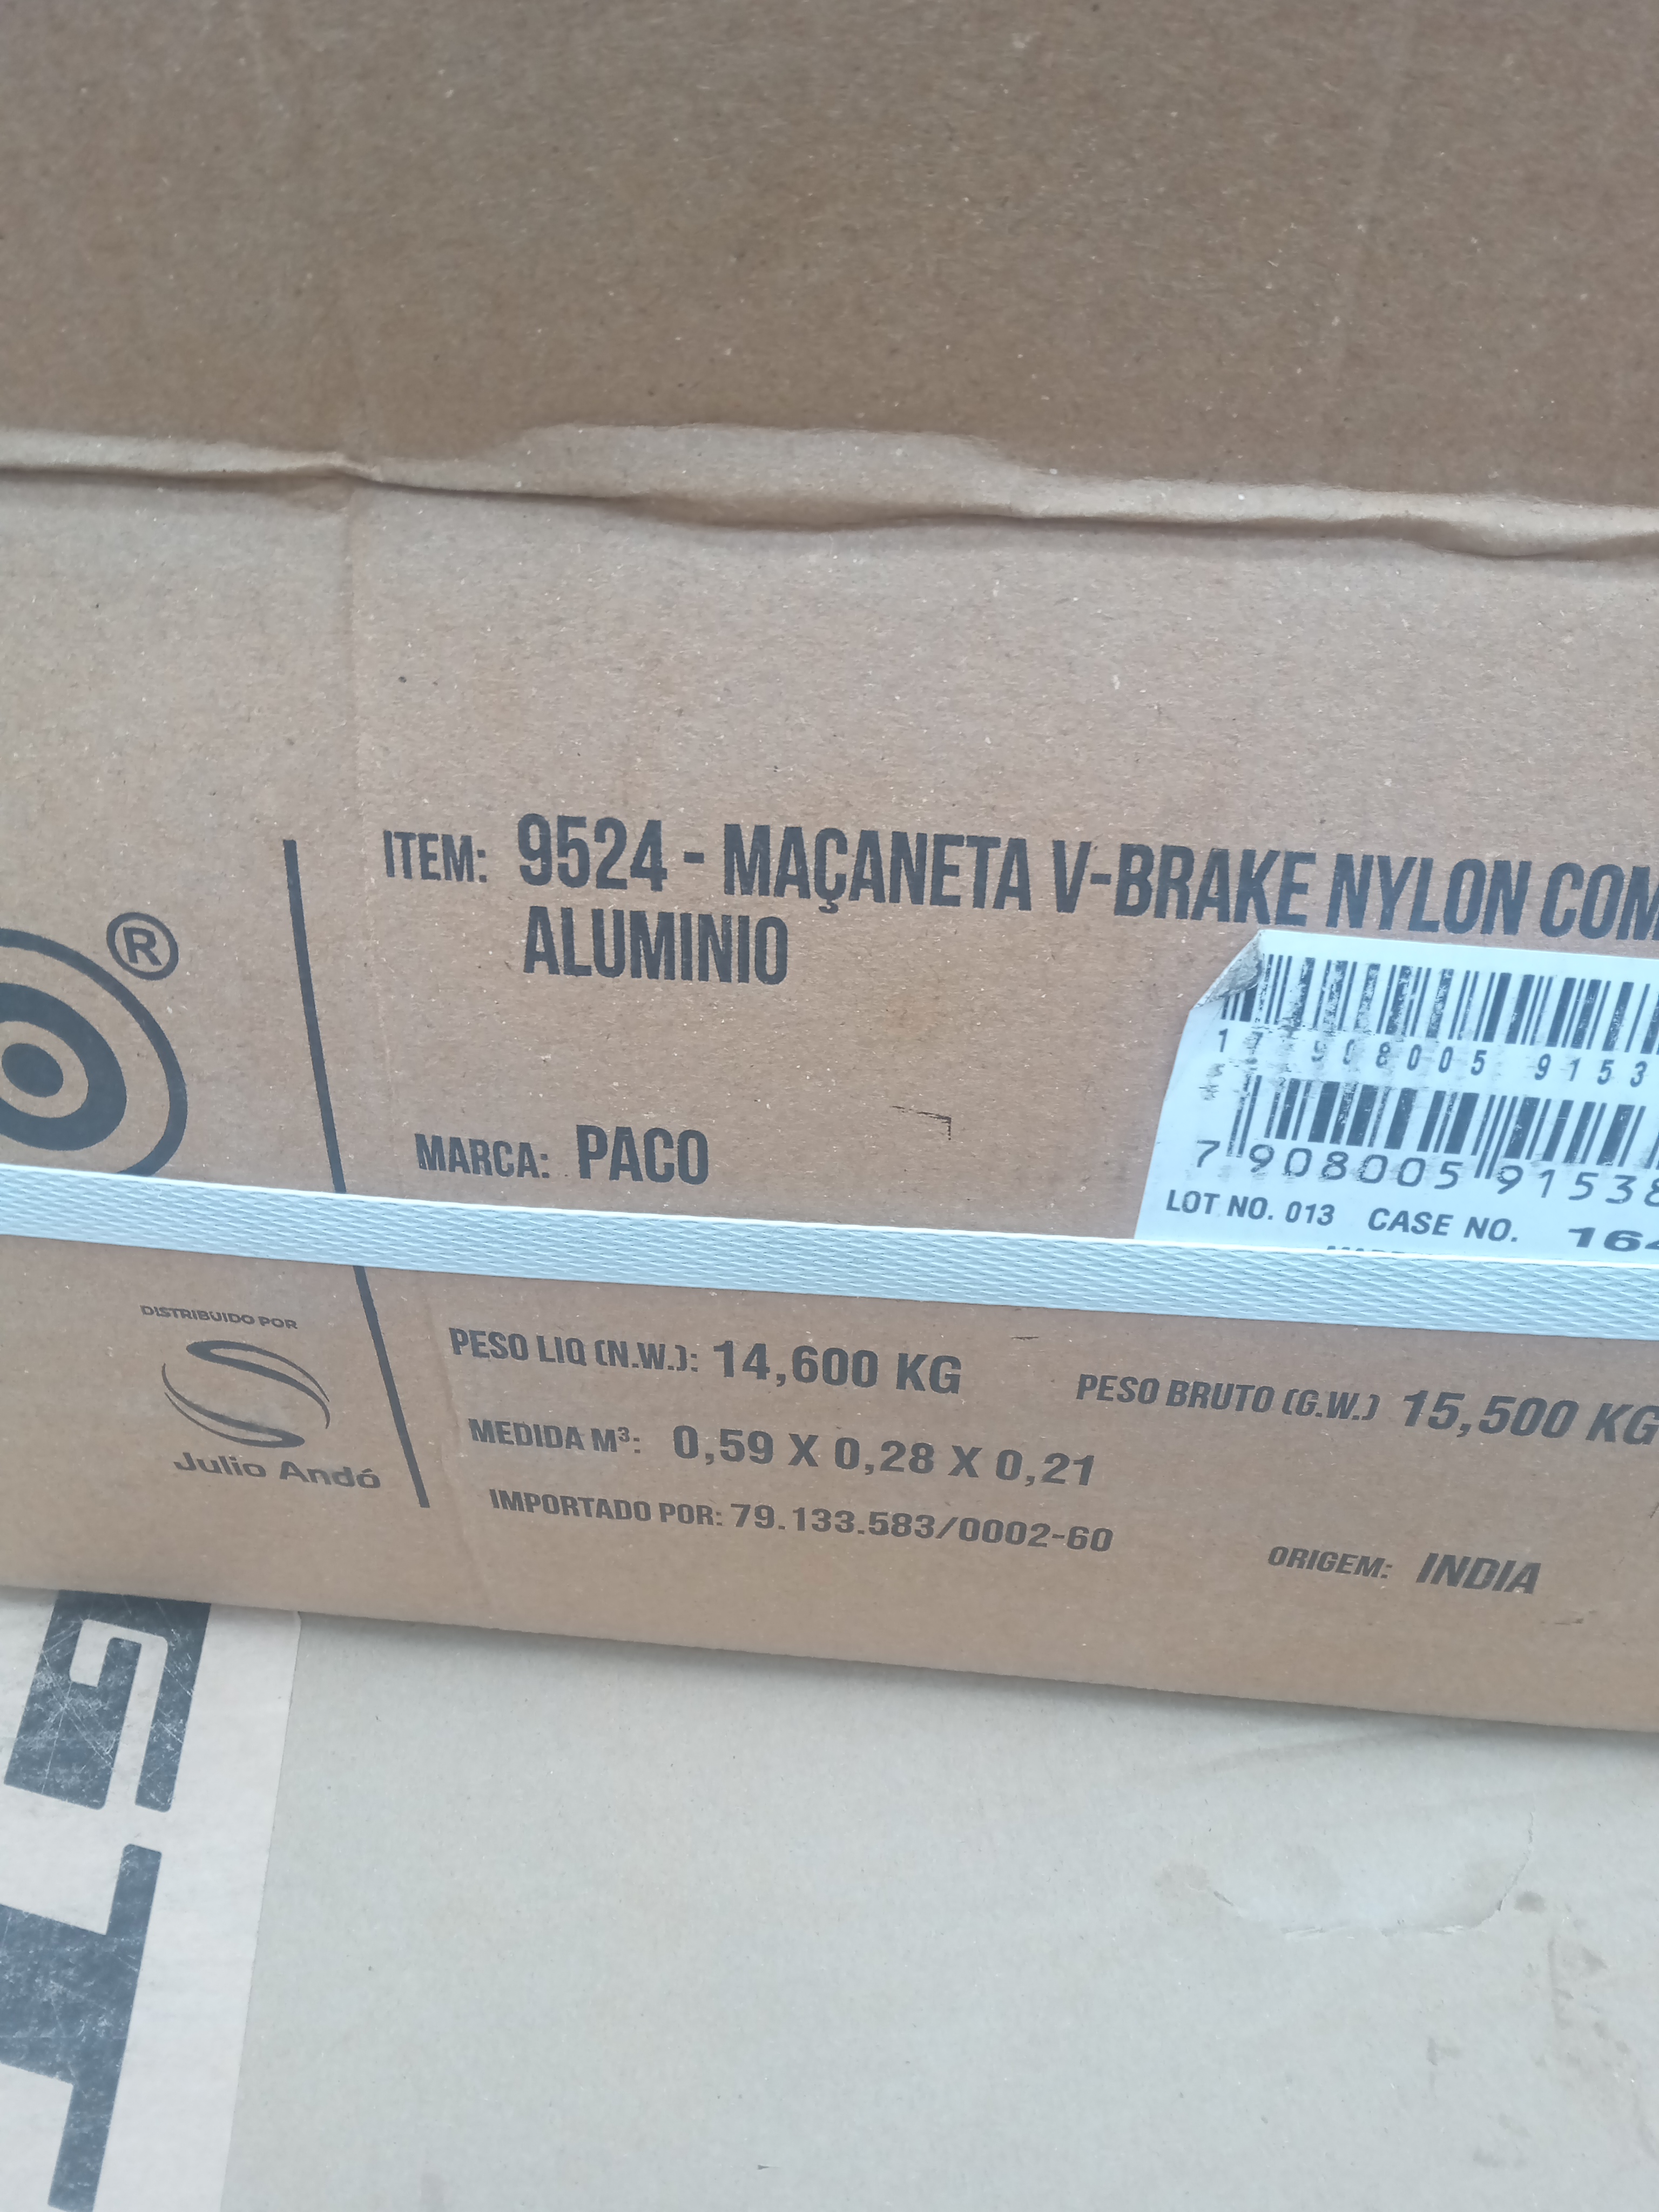 ITEM: 9524 - MAÇANETA V-BRAKE NYLON COM
ALUMINIO
®
MARCA: PACO
7 908005 91538
LOT NO. 013 CASE NO.
DISTRIBUIDO POR
Julio Andó
PESO LIQ (N.W.): 14,600 KG PESO BRUTO (G.W.) 15,500 KG
MEDIDA M³: 0,59 X 0,28 X 0,21
IMPORTADO POR: 79.133.583/0002-60
ORIGEM: INDIA